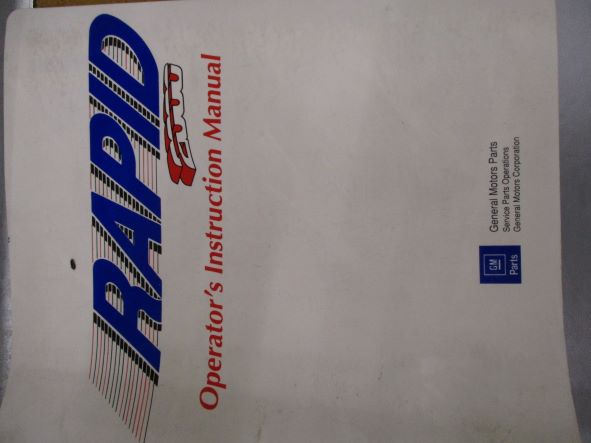 RAPID
Operator's Instruction Manual
GM
Parts
General Motors Parts
Service Parts Operations
General Motors Corporation